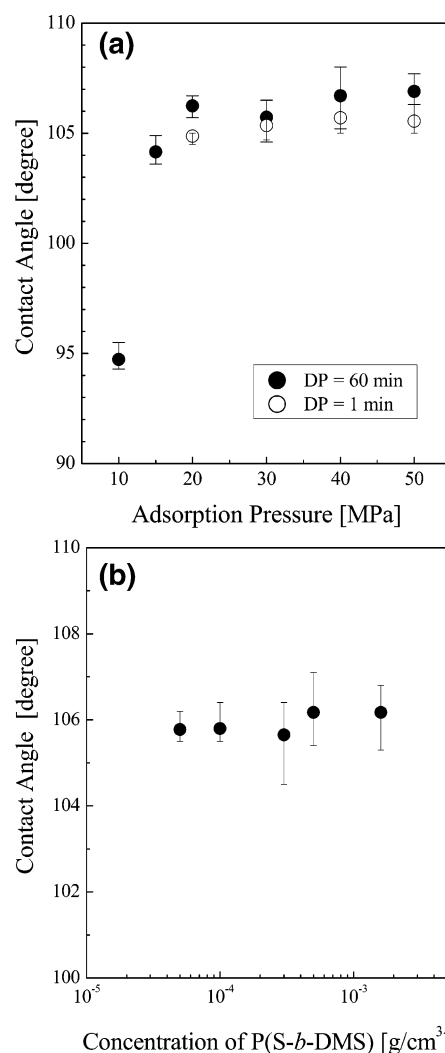 (a)
110
105
100
95
90
Contact Angle [degree]
DP = 60 min
DP = 1 min
10 20 30 40 50
Adsorption Pressure [MPa]
(b)
110
108
106
104
102
100
Contact Angle [degree]
10⁻⁵ 10⁻⁴ 10⁻³
Concentration of P(S-b-DMS) [g/cm³